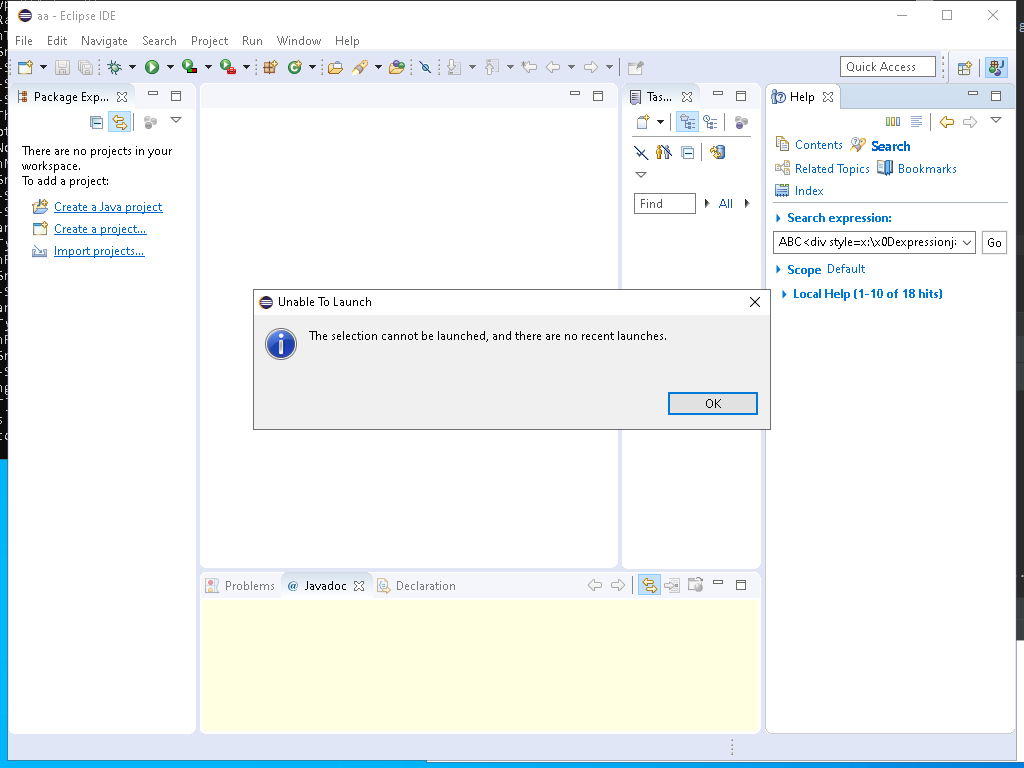 aa - Eclipse IDE
File Edit Navigate Search Project Run Window Help
Quick Access
Package Exp...
There are no projects in your
workspace.
To add a project:
Create a Java project
Create a project...
Import projects...
Tas...
Find
All
Help
Contents Search
Related Topics Bookmarks
Index
Search expression:
ABC<div style=x:\x0Dexpression
Go
Scope Default
Local Help (1-10 of 18 hits)
Unable To Launch
The selection cannot be launched, and there are no recent launches.
OK
Problems @ Javadoc Declaration